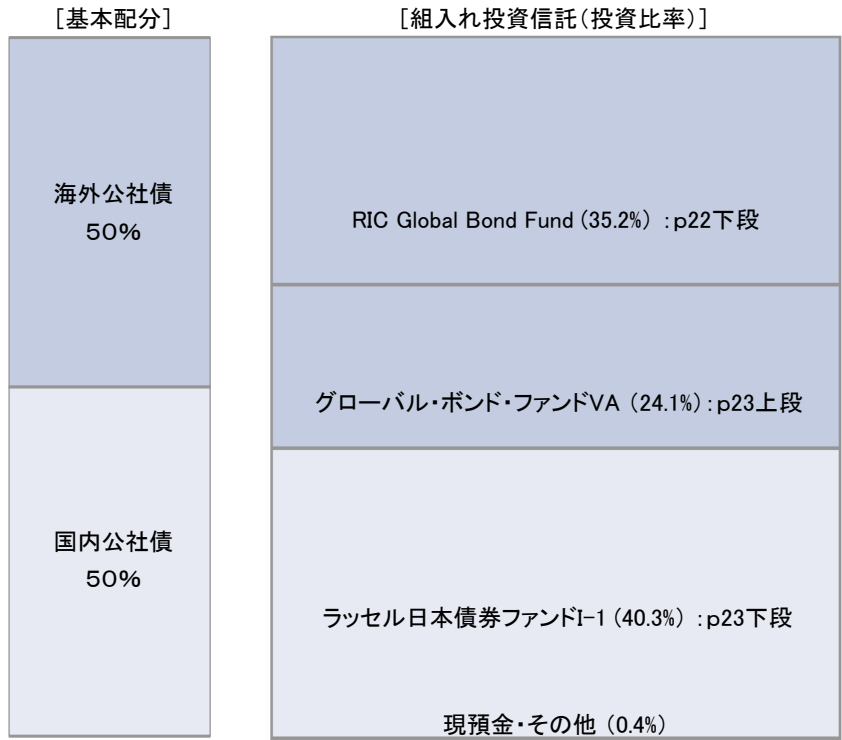 ［基本配分］
［組入れ投資信託（投資比率）］
海外公社債
50％
RIC Global Bond Fund (35.2%) ：p22下段
グローバル・ボンド・ファンドVA (24.1%)：p23上段
国内公社債
50％
ラッセル日本債券ファンドI-1 (40.3%) ：p23下段
現預金・その他 (0.4%)